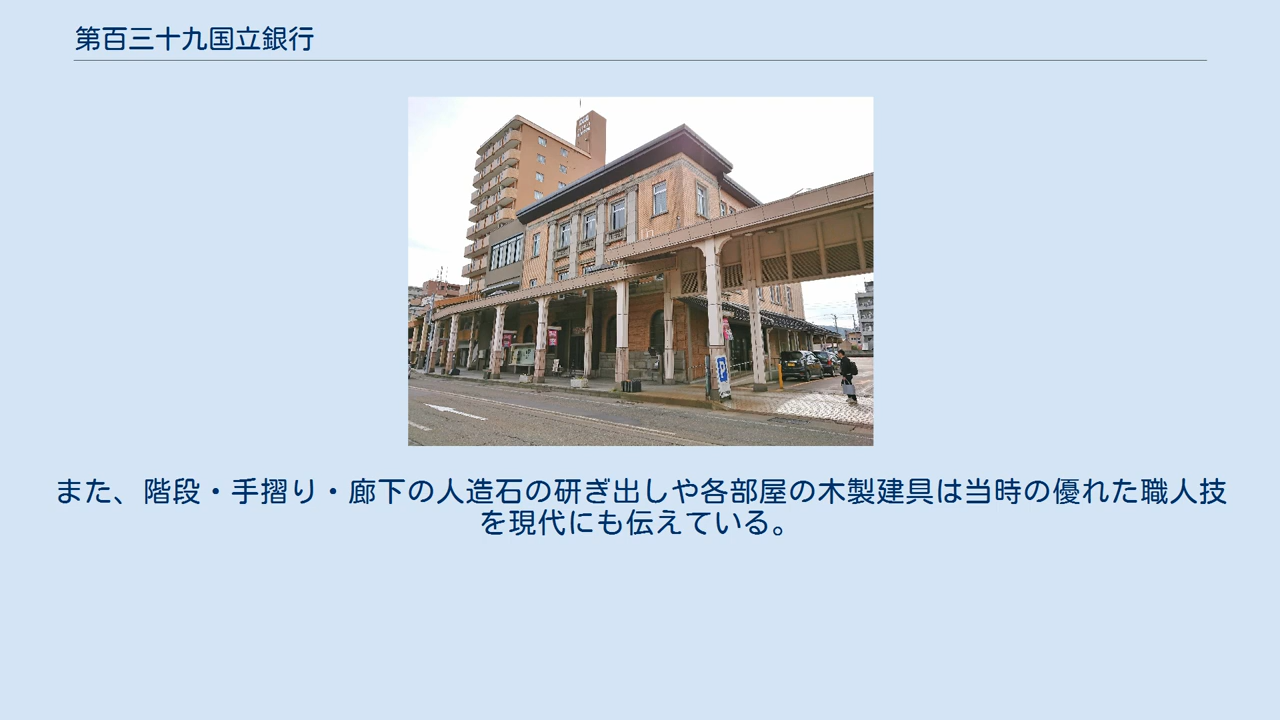 第百三十九国立銀行
P
また、階段・手摺り・廊下の人造石の研ぎ出しや各部屋の木製建具は当時の優れた職人技
を現代にも伝えている。